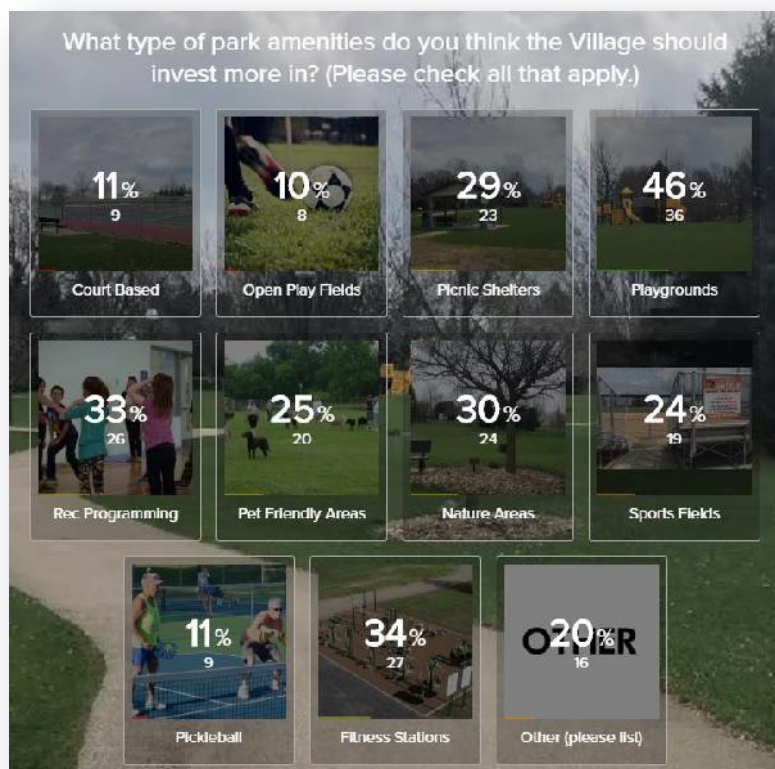 What type of park amenities do you think the Village should
invest more in? (Please check all that apply.)
11%
9
Court Based
10%
8
Open Play Fields
29%
23
Picnic Shelters
46%
36
Playgrounds
33%
26
Rec Programming
25%
20
Pet Friendly Areas
30%
24
Nature Areas
24%
19
Sports Fields
11%
9
Pickleball
34%
27
Fitness Stations
OTHER
20%
16
Other (please list)